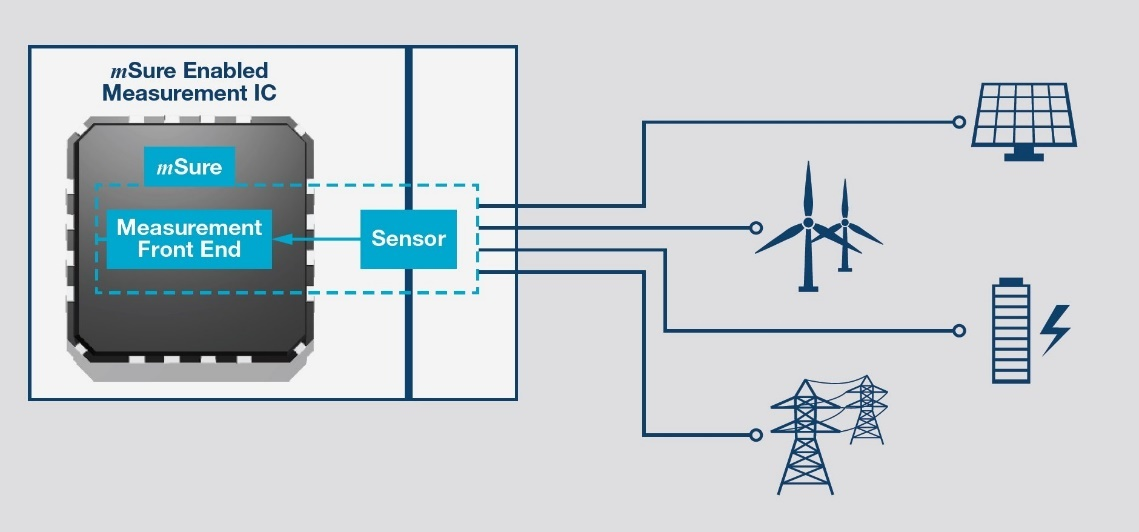 mSure Enabled
Measurement IC
mSure
Measurement
Front End
Sensor